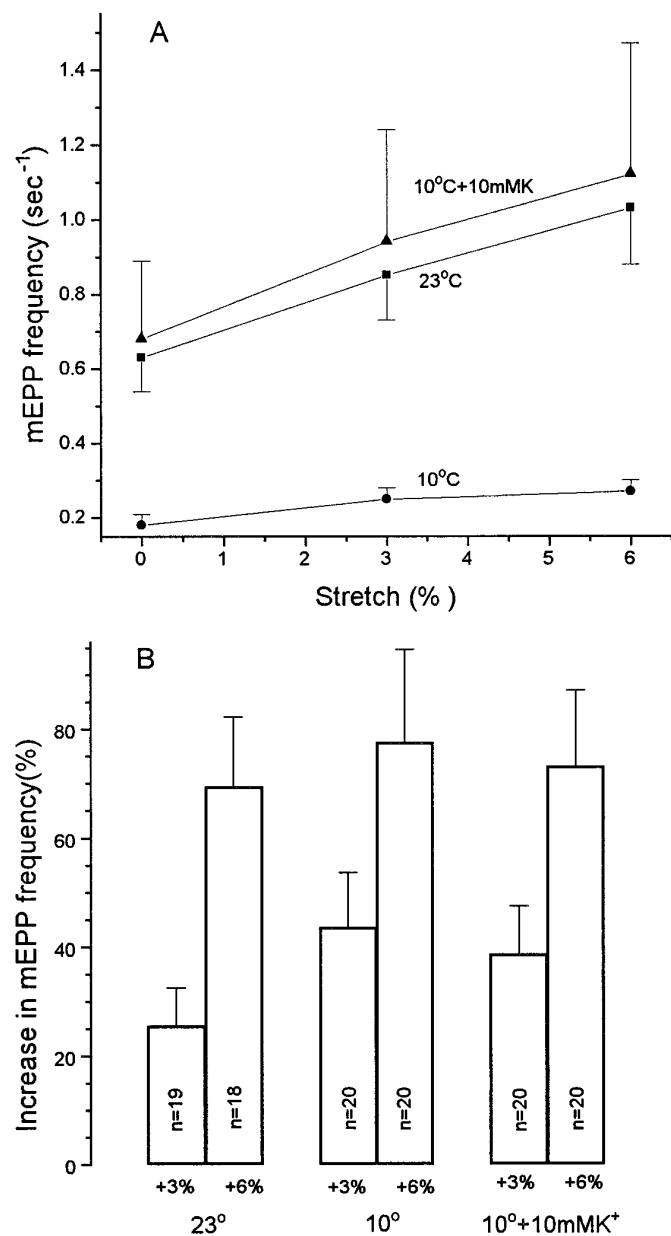 A
mEPP frequency (sec⁻¹)
1.4
1.2
1.0
0.8
0.6
0.4
0.2
10°C+10mMK
23°C
10°C
0 1 2 3 4 5 6
Stretch (% )
B
Increase in mEPP frequency(%)
80
60
40
20
0
n=19 n=18 n=20 n=20 n=20 n=20
+3% +6% +3% +6% +3% +6%
23° 10° 10°+10mMK⁺